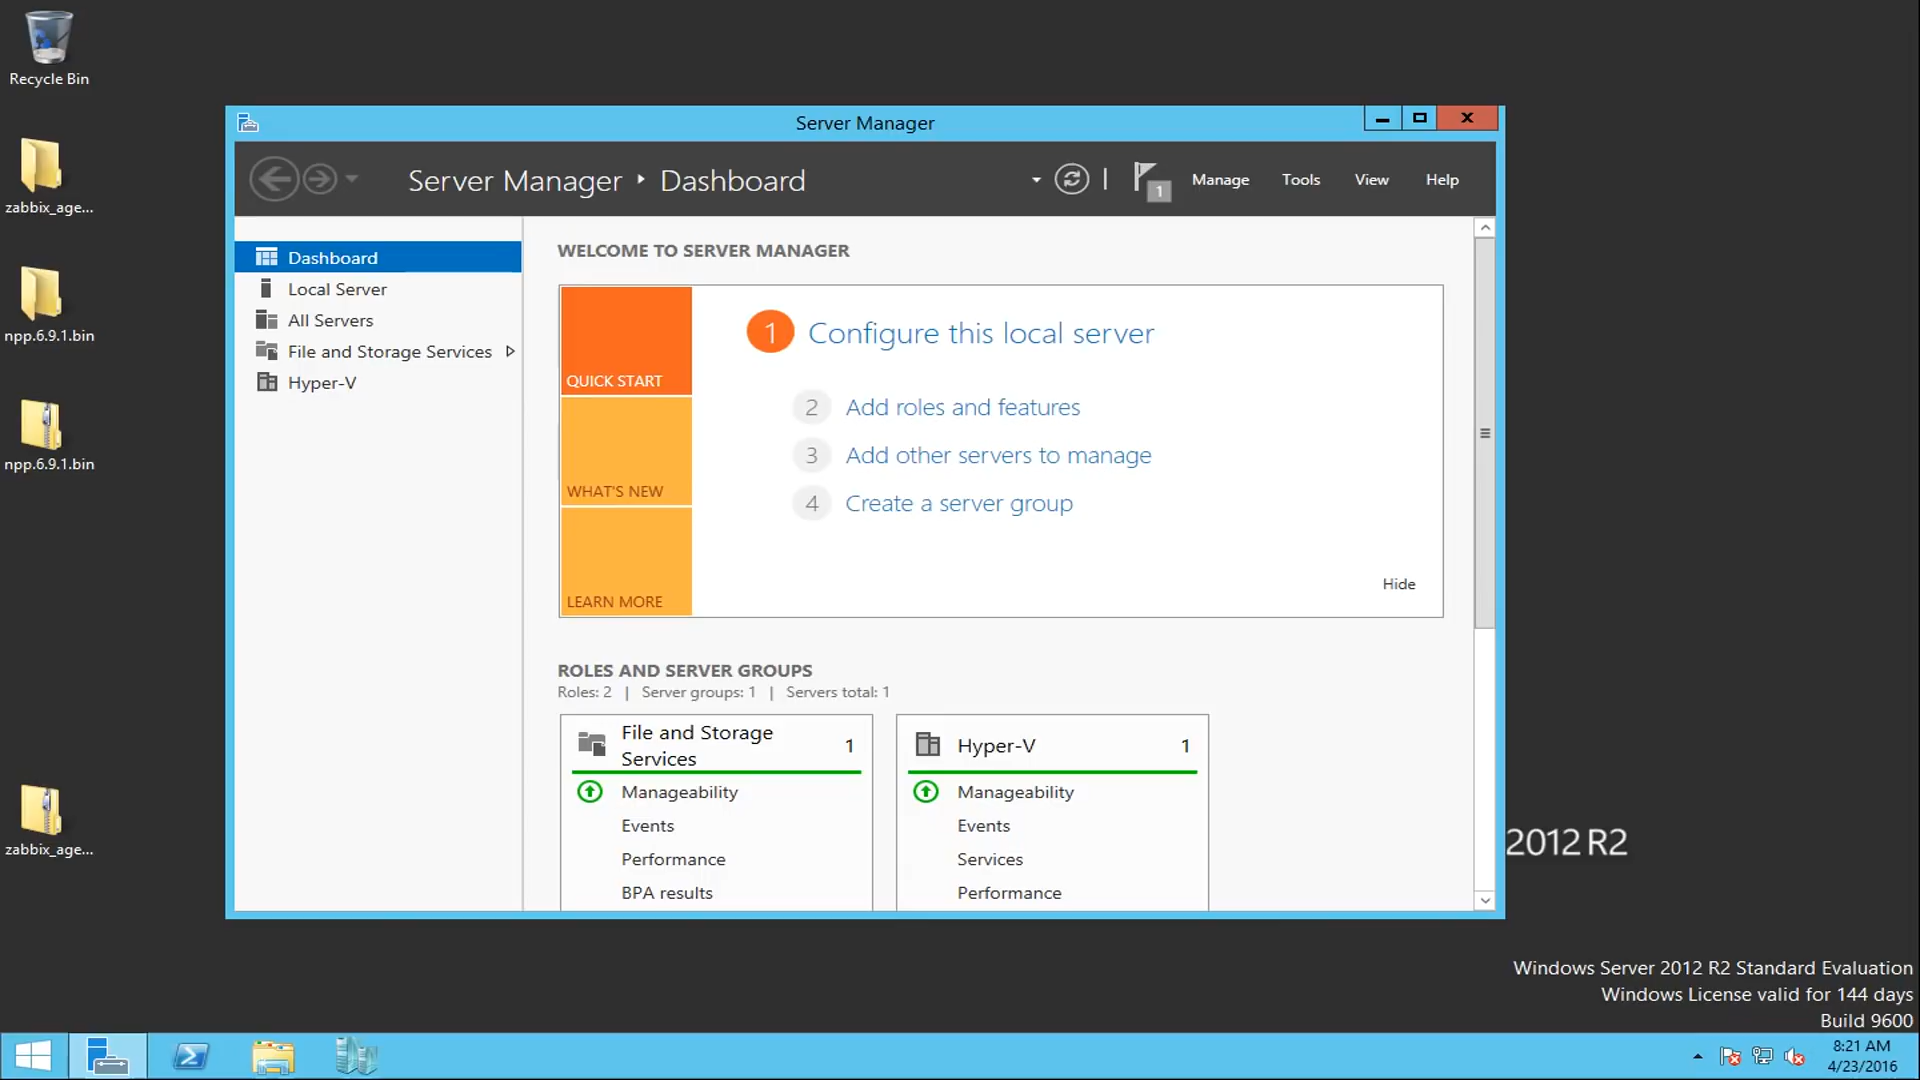 Recycle Bin
zabbix_age...
npp.6.9.1.bin
npp.6.9.1.bin
zabbix_age...
Server Manager
Server Manager
Dashboard
1
Manage
Tools
View
Help
Dashboard
Local Server
All Servers
File and Storage Services
Hyper-V
WELCOME TO SERVER MANAGER
QUICK START
WHAT'S NEW
LEARN MORE
1 Configure this local server
2 Add roles and features
3 Add other servers to manage
4 Create a server group
Hide
ROLES AND SERVER GROUPS
Roles: 2 | Server groups: 1 | Servers total: 1
File and Storage
Services
1
Manageability
Events
Performance
BPA results
Hyper-V
1
Manageability
Events
Services
Performance
2012 R2
Windows Server 2012 R2 Standard Evaluation
Windows License valid for 144 days
Build 9600
8:21 AM
4/23/2016